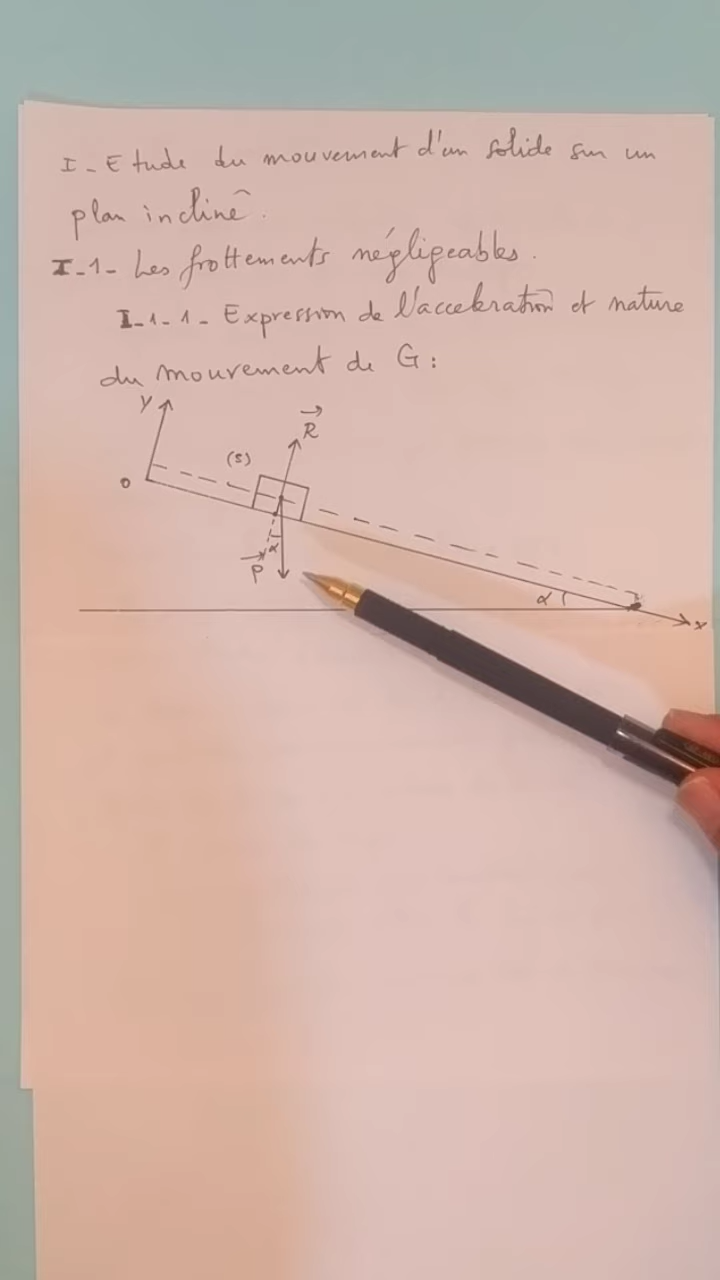 I - Etude du mouvement d'un solide sur un
plan incliné.
I-1- Les frottements négligeables.
I-1-1- Expression de l'acceleration et nature
du mouvement de G :
y
R
(S)
O
α
P
α
x